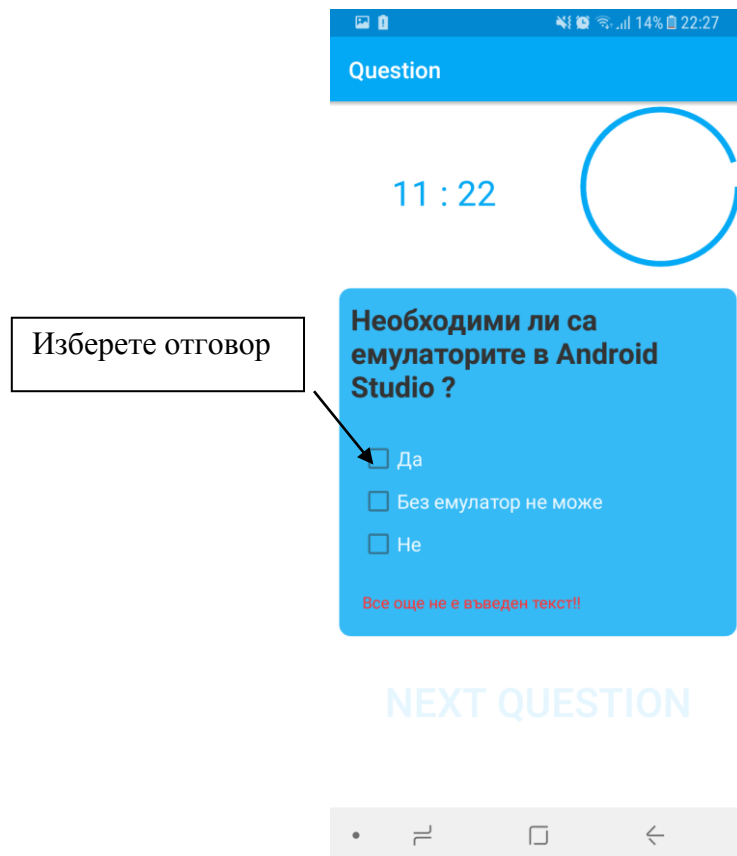 14% 22:27
Question
11 : 22
Изберете отговор
Необходими ли са
емулаторите в Android
Studio ?
Да
Без емулатор не може
Не
Все още не е въведен текст!!
NEXT QUESTION